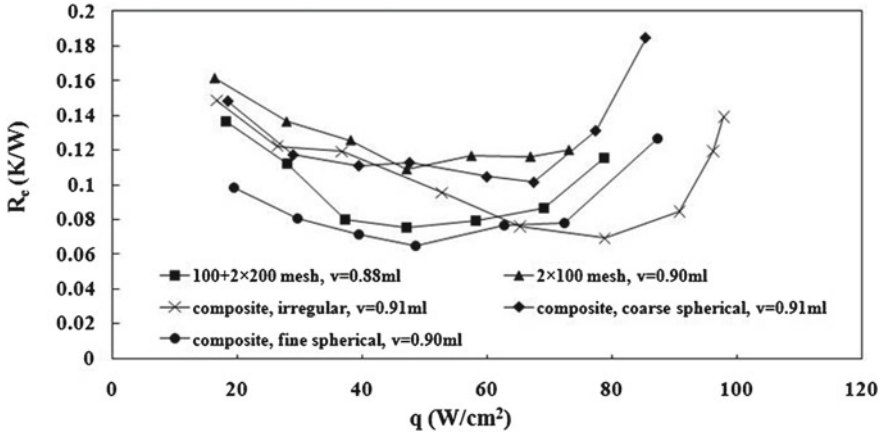 0.2
0.18
0.16
0.14
0.12
0.1
0.08
0.06
0.04
0.02
0
R_e (K/W)
100+2×200 mesh, v=0.88ml
2×100 mesh, v=0.90ml
composite, irregular, v=0.91ml
composite, coarse spherical, v=0.91ml
composite, fine spherical, v=0.90ml
0 20 40 60 80 100 120
q (W/cm²)